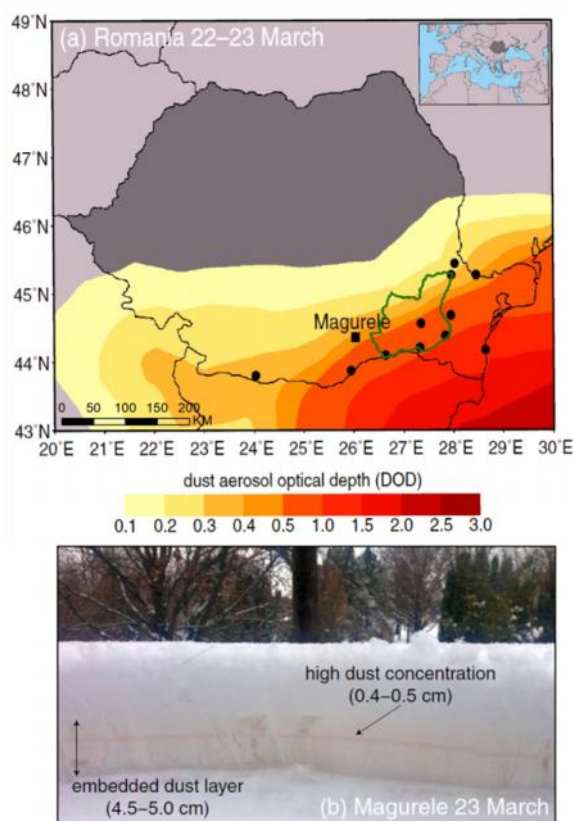 (a) Romania 22–23 March
49°N
48°N
47°N
46°N
45°N
44°N
43°N
Magurele
0 50 100 150 200
KM
20°E 21°E 22°E 23°E 24°E 25°E 26°E 27°E 28°E 29°E 30°E
dust aerosol optical depth (DOD)
0.1 0.2 0.3 0.4 0.5 1.0 1.5 2.0 2.5 3.0
high dust concentration
(0.4–0.5 cm)
embedded dust layer
(4.5–5.0 cm)
(b) Magurele 23 March